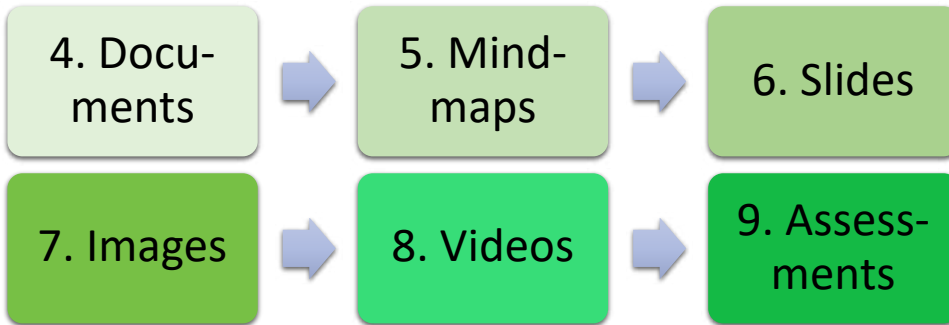 4. Docu-
ments
5. Mind-
maps
6. Slides
7. Images
8. Videos
9. Assess-
ments